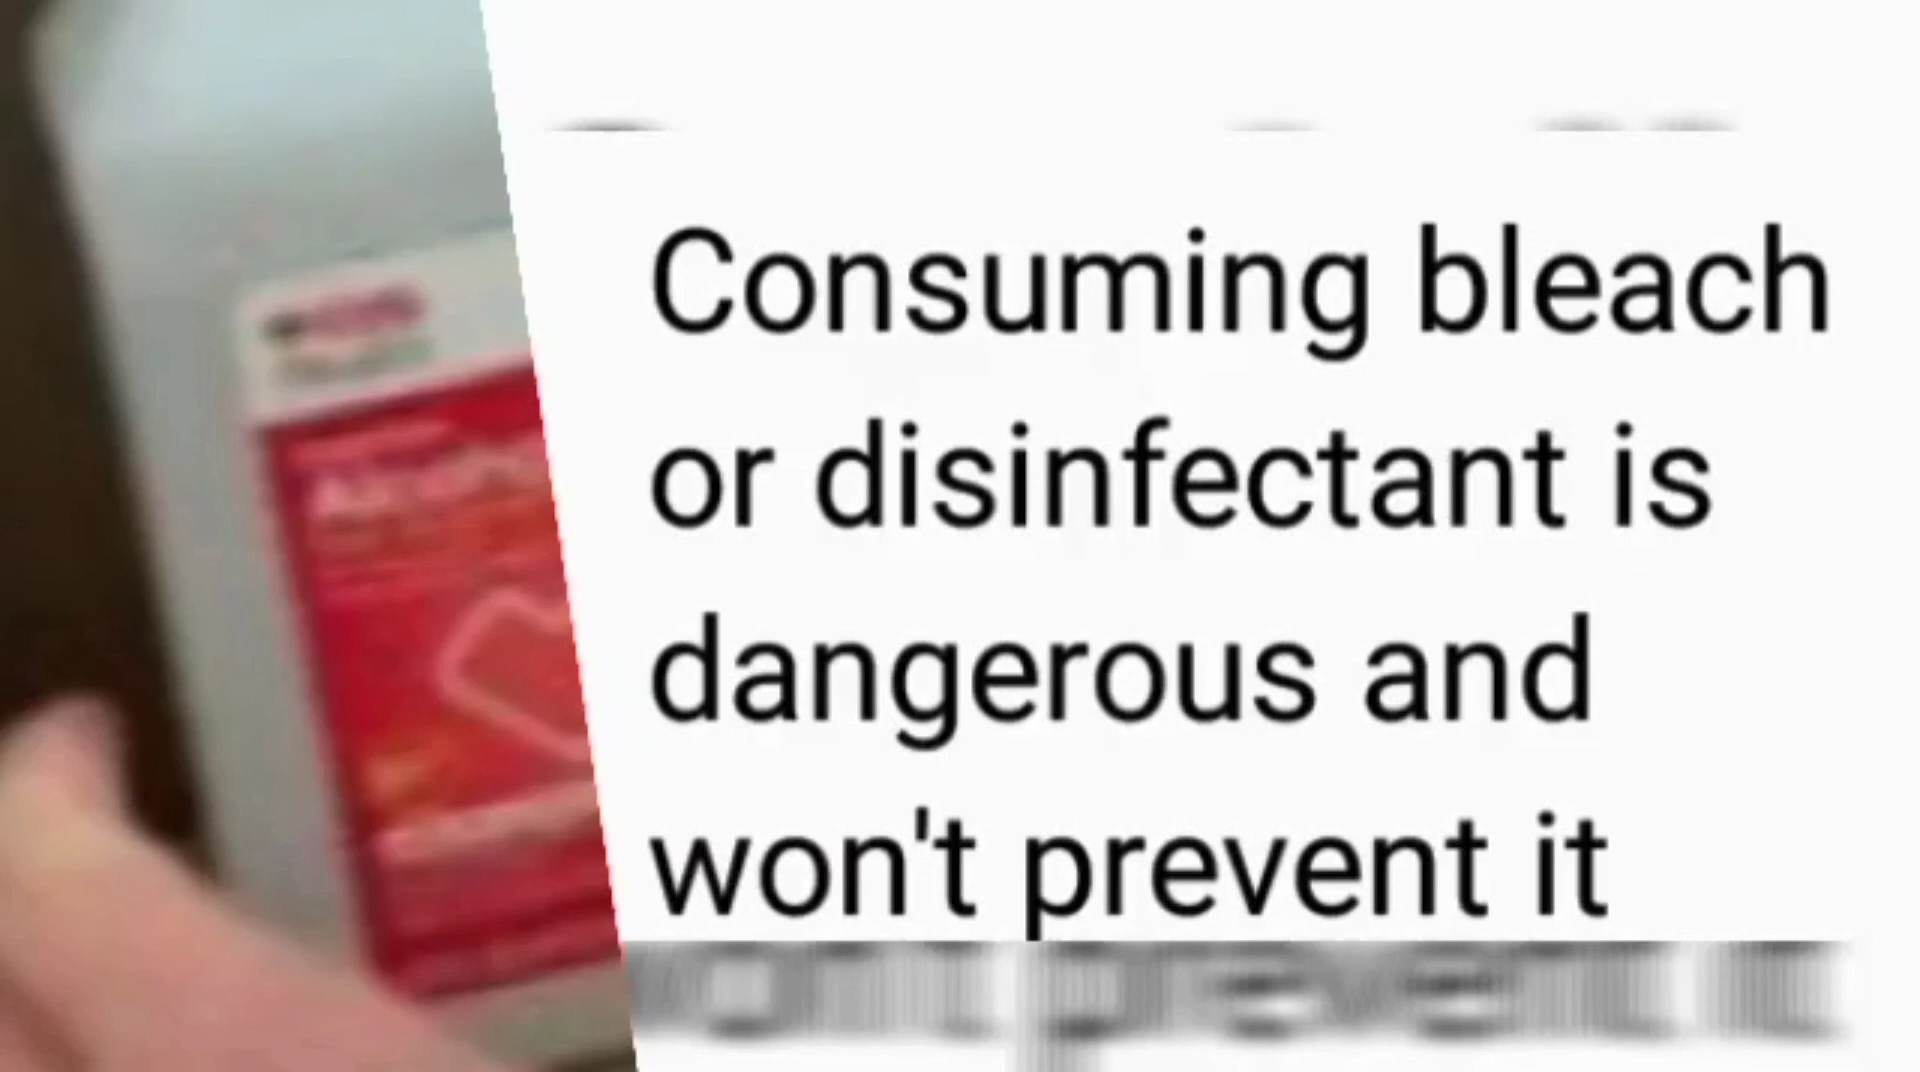 Consuming bleach
or disinfectant is
dangerous and
won't prevent it